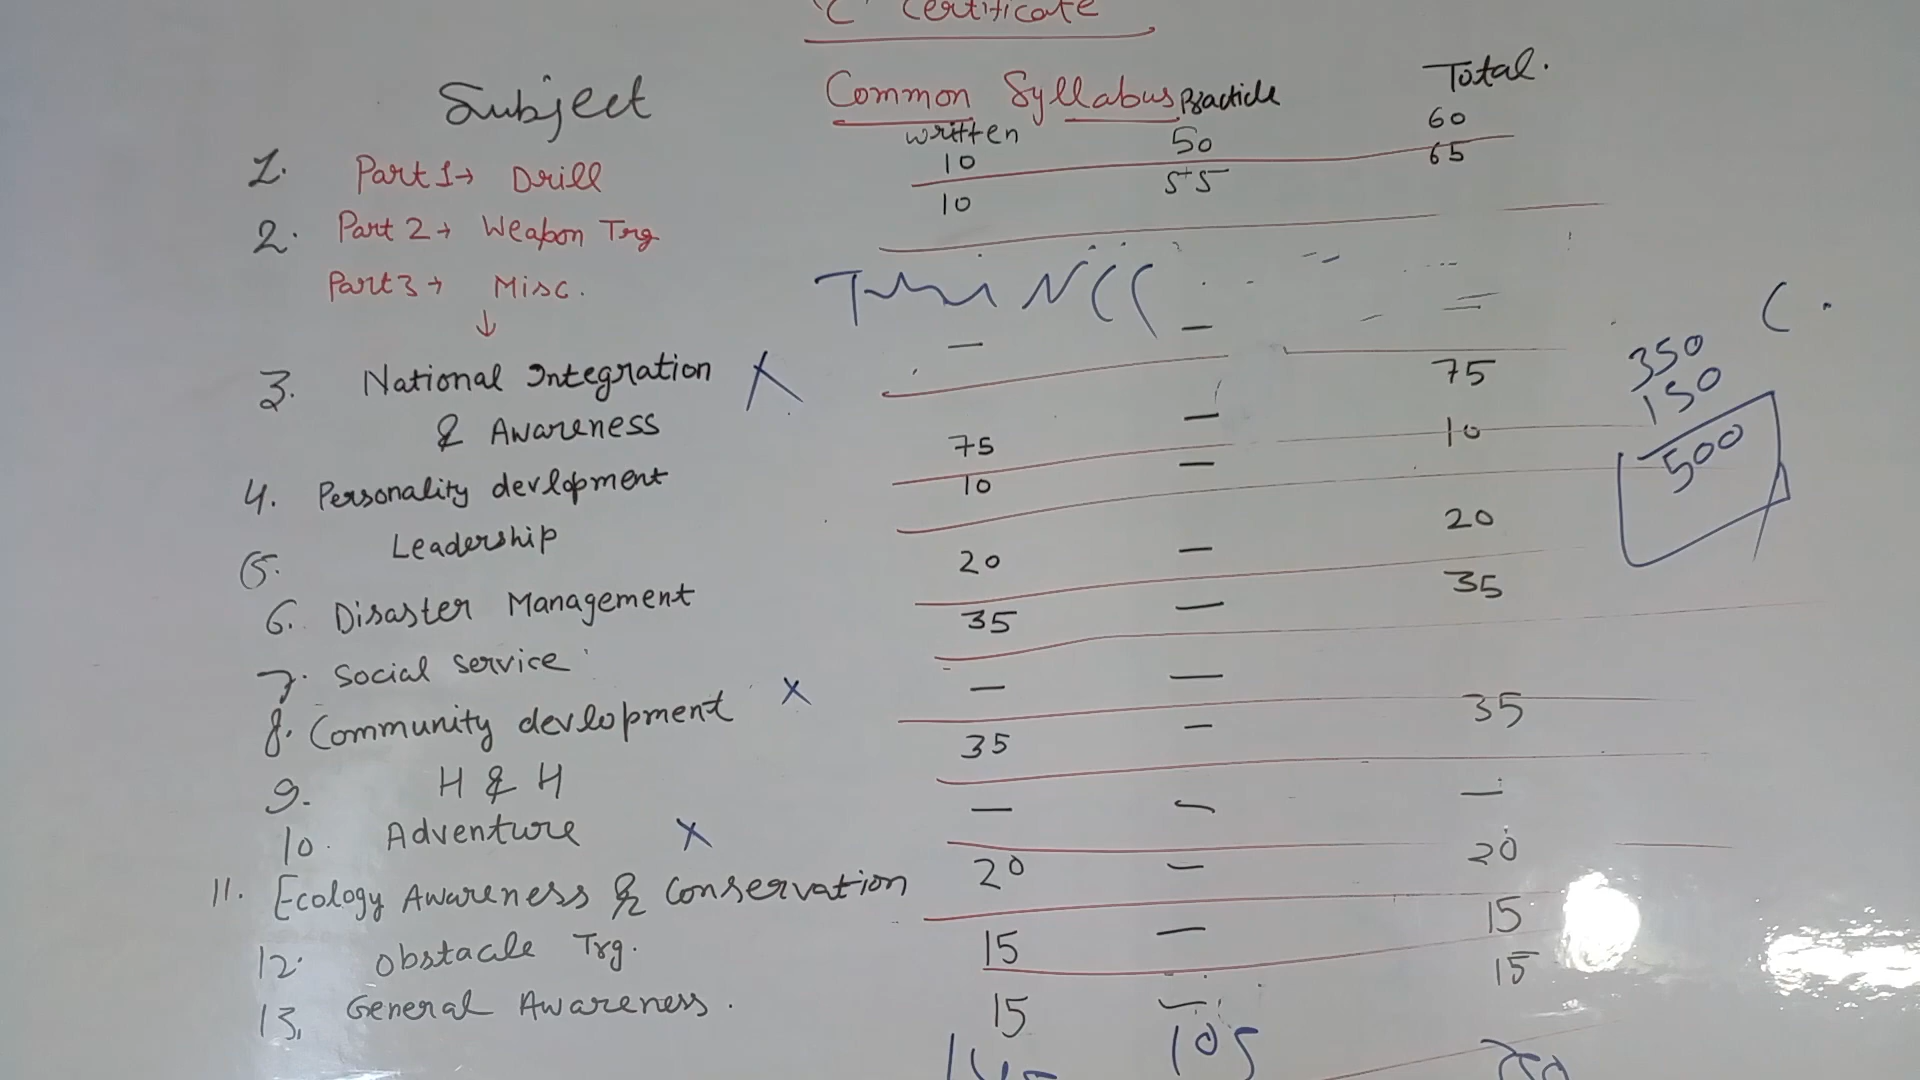 'C' Certificate
Subject Common Syllabus Practicle Total.
written
1. Part 1→ Drill 10 50 60
2. Part 2→ Weapon Trg 10 55 65
Part 3→ Misc. NCC
↓
3. National Integration X — —
& Awareness
4. Personality devlopment 75 — 75
Leadership
5. 10 — 10
6. Disaster Management 20 — 20
7. Social Service 35 — 35
8. Community devlopment X — —
9. H & H 35 — 35
10. Adventure X — — —
11. Ecology Awareness & Conservation 20 — 20
12. Obstacle Trg. 15 — 15
13. General Awareness. 15 — 15
105
C.
350
150
500